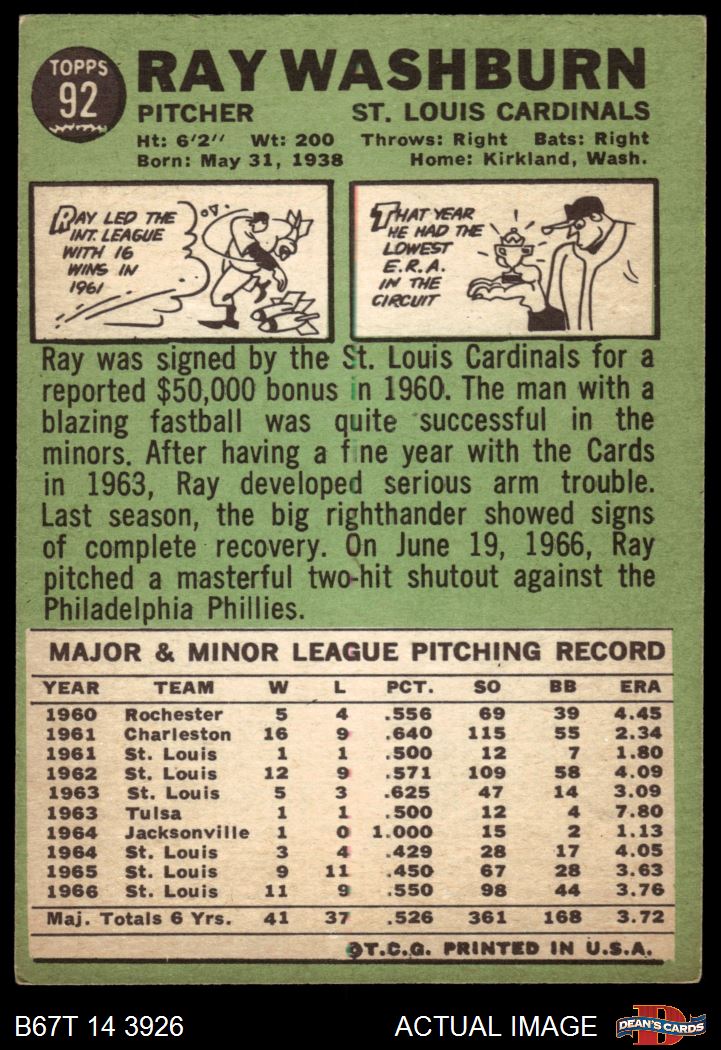 TOPPS
92
RAY WASHBURN
PITCHER ST. LOUIS CARDINALS
Ht: 6'2" Wt: 200 Throws: Right Bats: Right
Born: May 31, 1938 Home: Kirkland, Wash.
RAY LED THE
INT. LEAGUE
WITH 16
WINS IN
1961
THAT YEAR
HE HAD THE
LOWEST
E.R.A.
IN THE
CIRCUIT
Ray was signed by the St. Louis Cardinals for a
reported $50,000 bonus in 1960. The man with a
blazing fastball was quite successful in the
minors. After having a fine year with the Cards
in 1963, Ray developed serious arm trouble.
Last season, the big righthander showed signs
of complete recovery. On June 19, 1966, Ray
pitched a masterful two-hit shutout against the
Philadelphia Phillies.
MAJOR & MINOR LEAGUE PITCHING RECORD
YEAR TEAM W L PCT. SO BB ERA
1960 Rochester 5 4 .556 69 39 4.45
1961 Charleston 16 9 .640 115 55 2.34
1961 St. Louis 1 1 .500 12 7 1.80
1962 St. Louis 12 9 .571 109 58 4.09
1963 St. Louis 5 3 .625 47 14 3.09
1963 Tulsa 1 1 .500 12 4 7.80
1964 Jacksonville 1 0 1.000 15 2 1.13
1964 St. Louis 3 4 .429 28 17 4.05
1965 St. Louis 9 11 .450 67 28 3.63
1966 St. Louis 11 9 .550 98 44 3.76
Maj. Totals 6 Yrs. 41 37 .526 361 168 3.72
©T.C.G. PRINTED IN U.S.A.
B67T 14 3926 ACTUAL IMAGE
D
DEAN'S CARDS